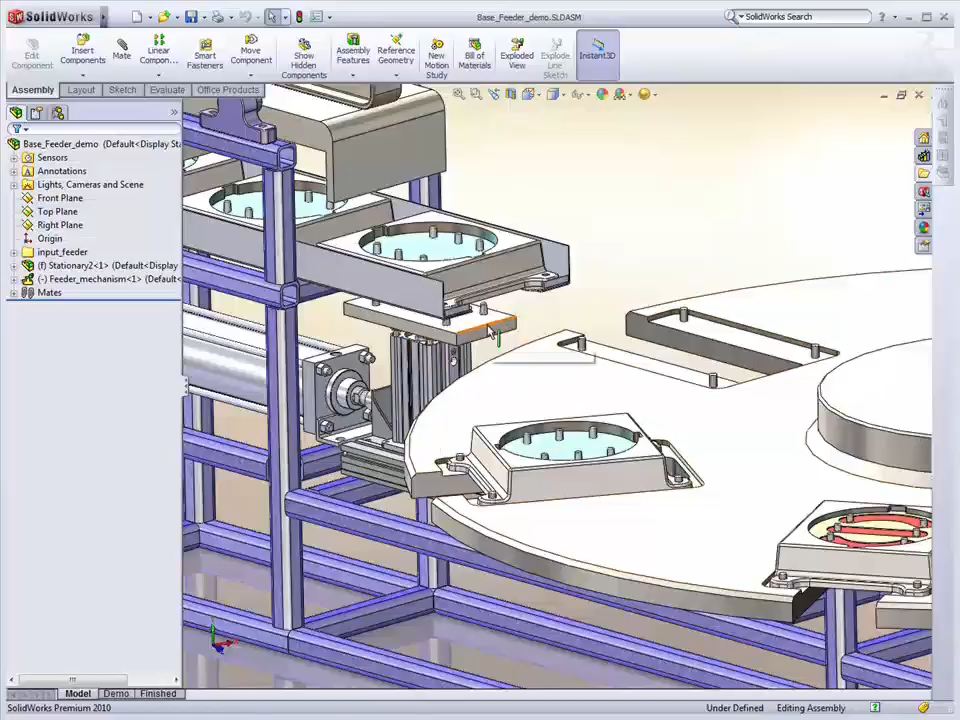 SolidWorks
Base_Feeder_demo.SLDASM
SolidWorks Search
Edit Component
Insert Components
Mate
Linear Compon...
Smart Fasteners
Move Component
Show Hidden Components
Assembly Features
Reference Geometry
New Motion Study
Bill of Materials
Exploded View
Explode Line Sketch
Instant3D
Assembly
Layout
Sketch
Evaluate
Office Products
Base_Feeder_demo (Default<Display Sta
Sensors
Annotations
Lights, Cameras and Scene
Front Plane
Top Plane
Right Plane
Origin
input_feeder
(f) Stationary2<1> (Default<Display
(-) Feeder_mechanism<1> (Default<
Mates
Model
Demo
Finished
SolidWorks Premium 2010
Under Defined
Editing Assembly